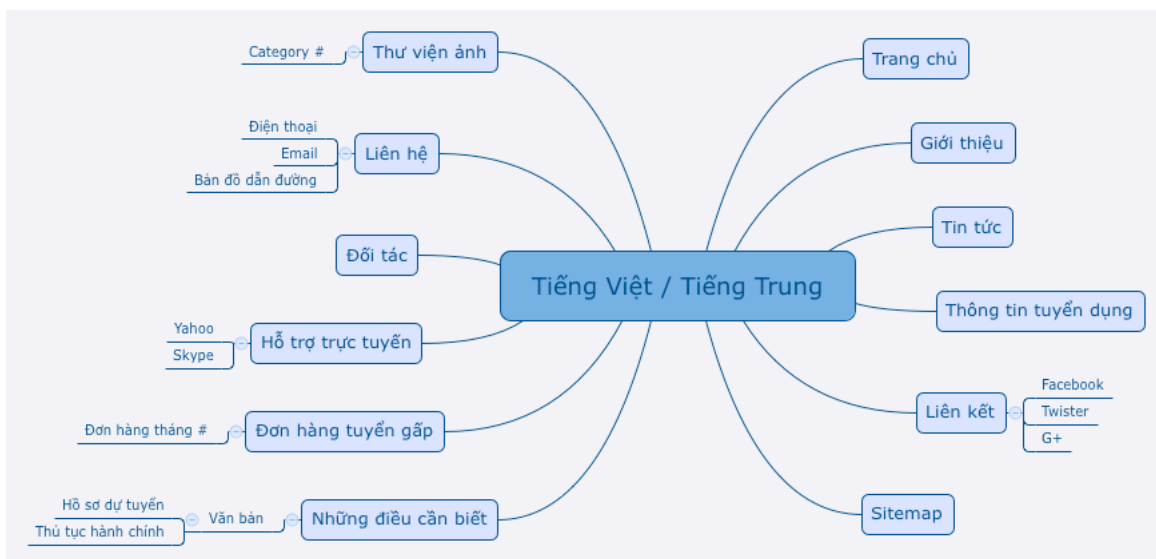 Tiếng Việt / Tiếng Trung
Trang chủ
Giới thiệu
Tin tức
Thông tin tuyển dụng
Liên kết
Facebook
Twister
G+
Sitemap
Thư viện ảnh
Category #
Liên hệ
Điện thoại
Email
Bản đồ dẫn đường
Đối tác
Hỗ trợ trực tuyến
Yahoo
Skype
Đơn hàng tuyển gấp
Đơn hàng tháng #
Những điều cần biết
Văn bản
Hồ sơ dự tuyển
Thủ tục hành chính